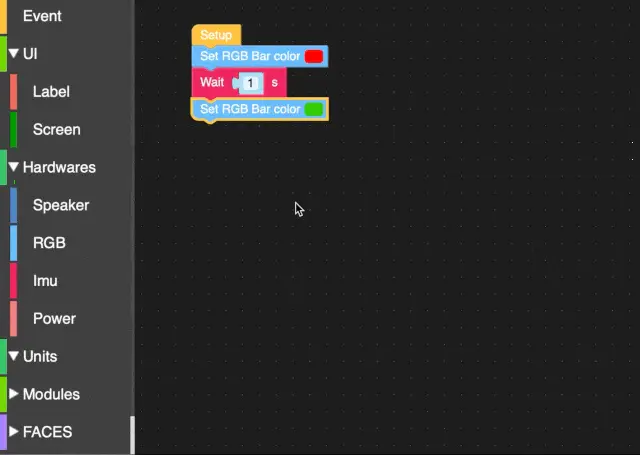 Event
UI
Label
Screen
Hardwares
Speaker
RGB
Imu
Power
Units
Modules
FACES
Setup
Set RGB Bar color
Wait 1 s
Set RGB Bar color